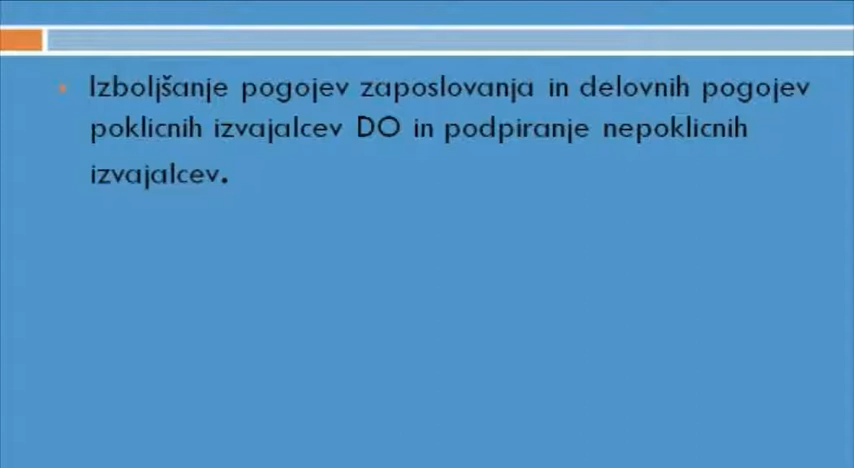 Izboljšanje pogojev zaposlovanja in delovnih pogojev
poklicnih izvajalcev DO in podpiranje nepoklicnih
izvajalcev.